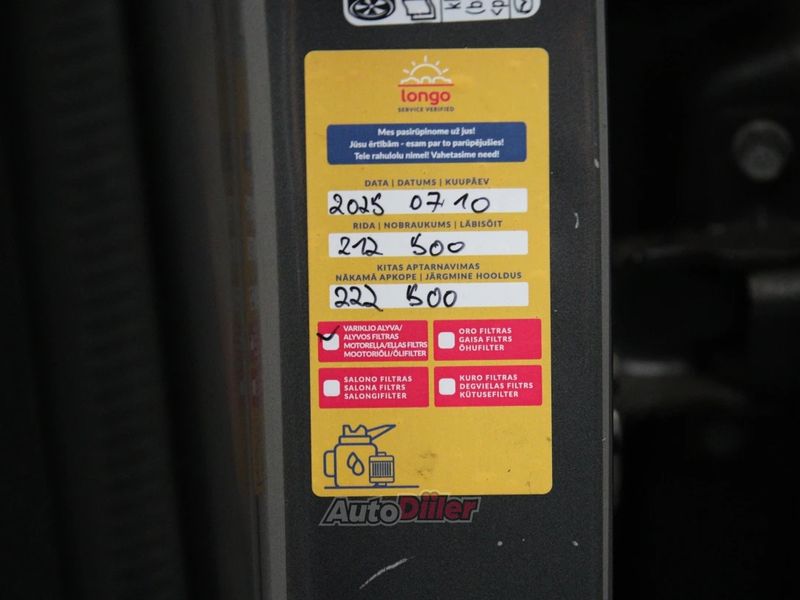 longo
SERVICE VERIFIED
Mes pasirūpinome už jus!
Jūsu ērtībām - esam par to parūpējušies!
Teie rahulolu nimel! Vahetasime need!
DATA | DATUMS | KUUPÄEV
2025 07 10
RIDA | NOBRAUKUMS | LÄBISÕIT
212 500
KITAS APTARNAVIMAS
NĀKAMĀ APKOPE | JÄRGMINE HOOLDUS
222 500
VARIKLIO ALYVA/
ALYVOS FILTRAS
MOTOREĻĻA/EĻĻAS FILTRS
MOOTORIÕLI/ÕLIFILTER
ORO FILTRAS
GAISA FILTRS
ÕHUFILTER
SALONO FILTRAS
SALONA FILTRS
SALONGIFILTER
KURO FILTRAS
DEGVIELAS FILTRS
KÜTUSEFILTER
AutoDiiler